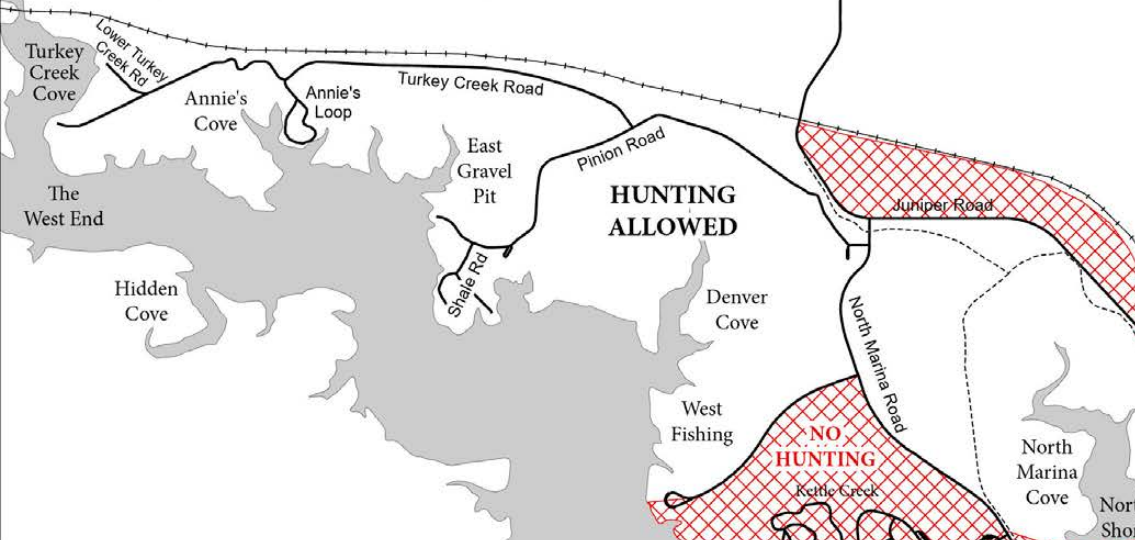 Turkey
Creek
Cove
Lower Turkey
Creek Rd
Annie's
Cove
Annie's
Loop
Turkey Creek Road
East
Gravel
Pit
Pinion Road
HUNTING
ALLOWED
Juniper Road
The
West End
Hidden
Cove
Shale Rd
Denver
Cove
North Marina Road
West
Fishing
NO
HUNTING
Kettle Creek
North
Marina
Cove
Nort
Sho